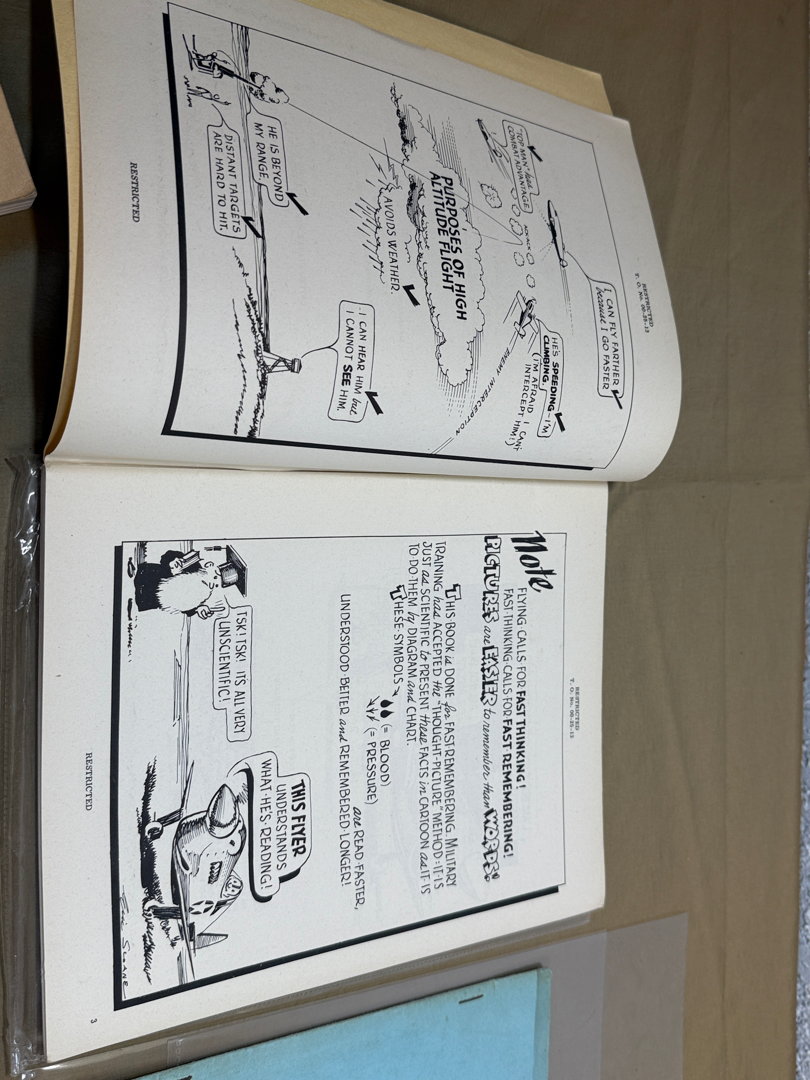 RESTRICTED
T. O. No. 00-25-13
I CAN FLY FARTHER
because I GO FASTER
"TOP MAN" has
COMBAT ADVANTAGE.
HE'S SPEEDING - I'M
CLIMBING.
(I'M AFRAID I CAN'T
INTERCEPT HIM!)
ENEMY INTERCEPTION
PURPOSES OF HIGH
ALTITUDE FLIGHT
AVOIDS WEATHER.
HE IS BEYOND
MY RANGE.
DISTANT TARGETS
ARE HARD TO HIT.
I CAN HEAR HIM but
I CANNOT SEE HIM.
RESTRICTED
RESTRICTED
T. O. No. 00-25-13
Note
FLYING CALLS FOR FAST THINKING!
FAST THINKING CALLS FOR FAST REMEMBERING!
PICTURES are EASIER to remember than WORDS!
THIS BOOK is DONE for FAST REMEMBERING. MILITARY
TRAINING has ACCEPTED the "THOUGHT-PICTURE" METHOD: IT IS
JUST as SCIENTIFIC to PRESENT these FACTS in CARTOON as IT IS
TO DO THEM by DIAGRAM and CHART.
THESE SYMBOLS
(= BLOOD)
(= PRESSURE)
are READ FASTER,
UNDERSTOOD BETTER and REMEMBERED LONGER!
TSK! TSK! ITS ALL VERY
UNSCIENTIFIC!
THIS FLYER
UNDERSTANDS
WHAT HE'S READING!
Eric SLOANE
RESTRICTED
3